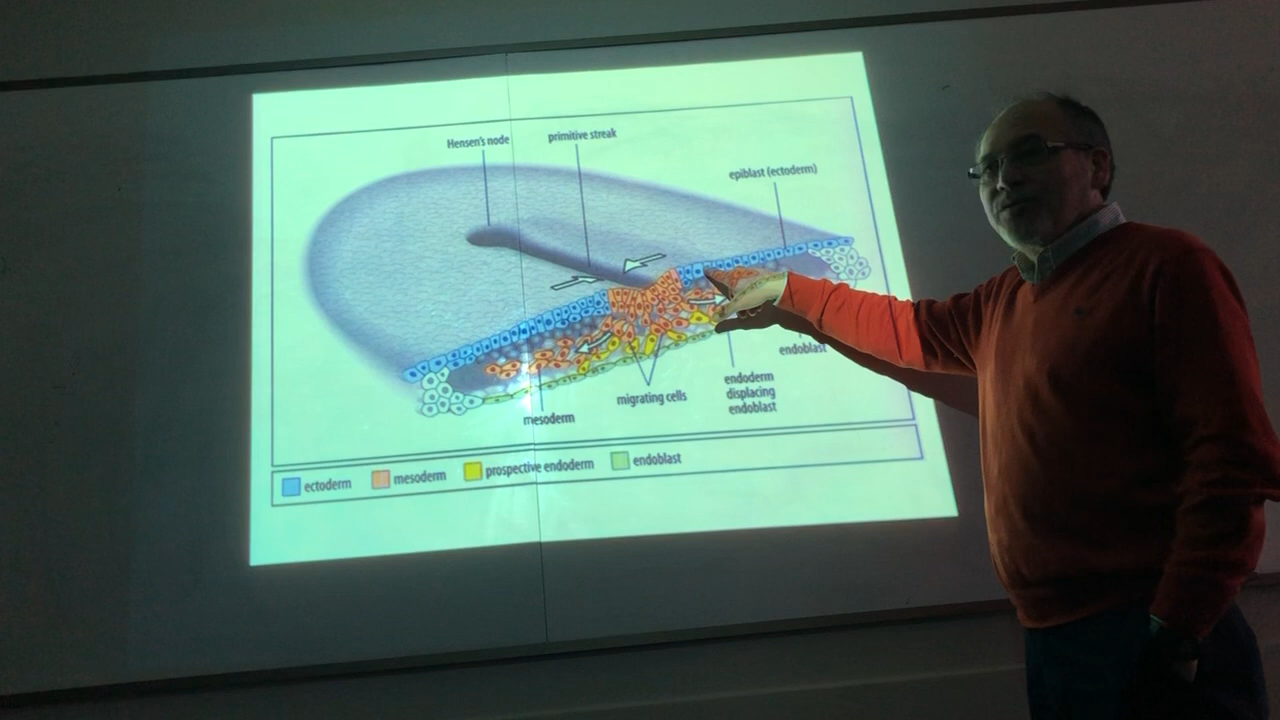 Hensen's node
primitive streak
epiblast (ectoderm)
endoblast
endoderm
displacing
endoblast
migrating cells
mesoderm
ectoderm
mesoderm
prospective endoderm
endoblast